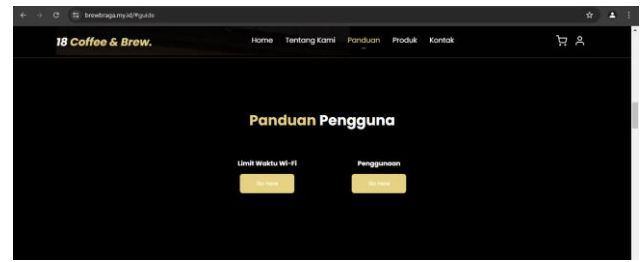 brewbraga.my.id/#guide
18 Coffee & Brew.
Home Tentang Kami Panduan Produk Kontak
Panduan Pengguna
Limit Waktu Wi-Fi Penggunaan